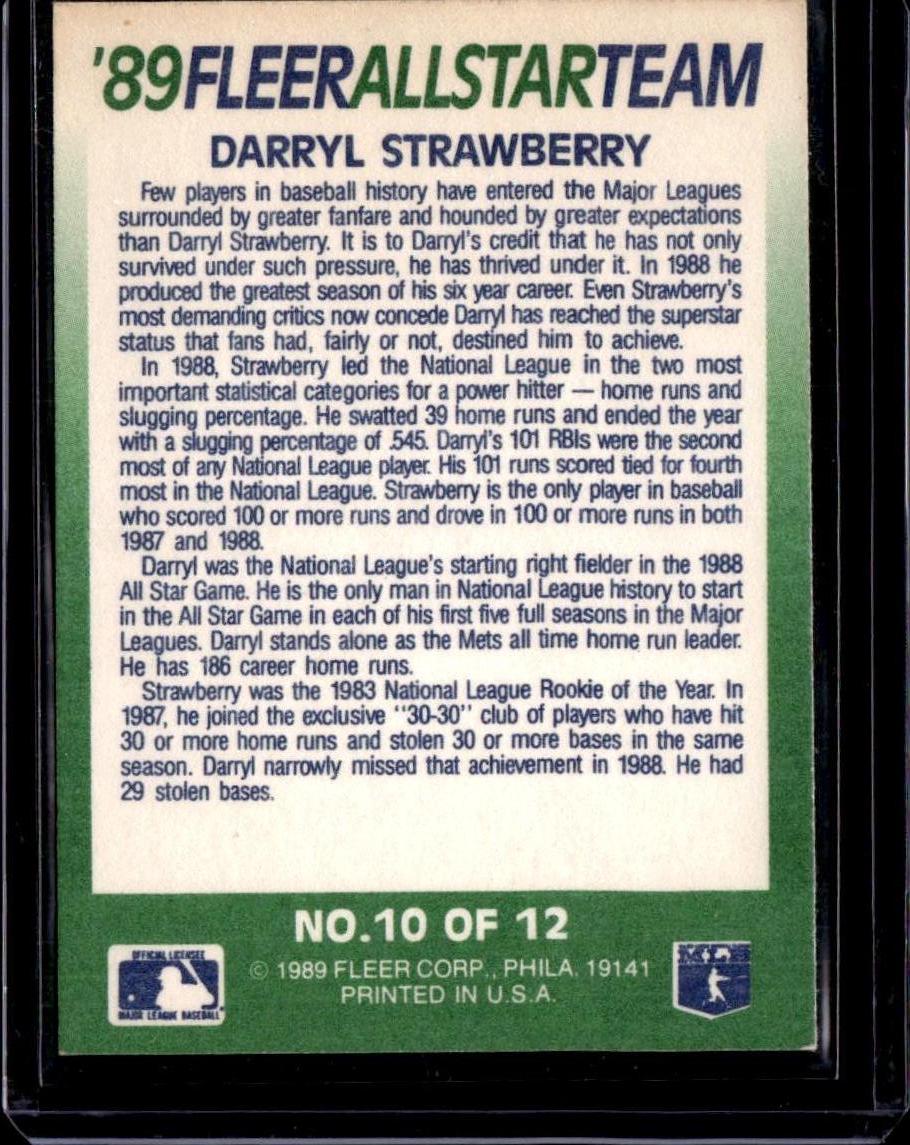 '89FLEERALLSTARTEAM
DARRYL STRAWBERRY
Few players in baseball history have entered the Major Leagues
surrounded by greater fanfare and hounded by greater expectations
than Darryl Strawberry. It is to Darryl's credit that he has not only
survived under such pressure, he has thrived under it. In 1988 he
produced the greatest season of his six year career. Even Strawberry's
most demanding critics now concede Darryl has reached the superstar
status that fans had, fairly or not, destined him to achieve.
In 1988, Strawberry led the National League in the two most
important statistical categories for a power hitter — home runs and
slugging percentage. He swatted 39 home runs and ended the year
with a slugging percentage of .545. Darryl's 101 RBIs were the second
most of any National League player. His 101 runs scored tied for fourth
most in the National League. Strawberry is the only player in baseball
who scored 100 or more runs and drove in 100 or more runs in both
1987 and 1988.
Darryl was the National League's starting right fielder in the 1988
All Star Game. He is the only man in National League history to start
in the All Star Game in each of his first five full seasons in the Major
Leagues. Darryl stands alone as the Mets all time home run leader.
He has 186 career home runs.
Strawberry was the 1983 National League Rookie of the Year. In
1987, he joined the exclusive "30-30" club of players who have hit
30 or more home runs and stolen 30 or more bases in the same
season. Darryl narrowly missed that achievement in 1988. He had
29 stolen bases.
NO.10 OF 12
OFFICIAL LICENSEE
MAJOR LEAGUE BASEBALL
© 1989 FLEER CORP., PHILA. 19141
PRINTED IN U.S.A.
MLB